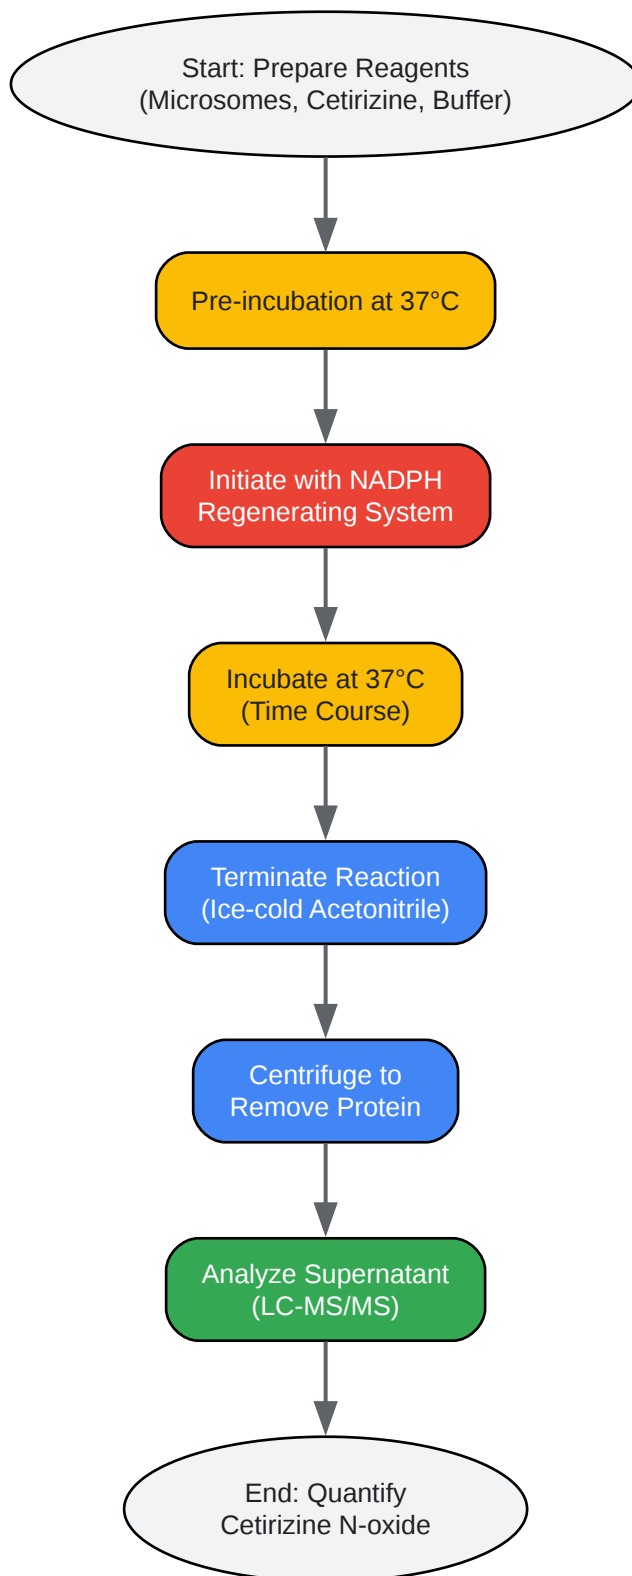 Start: Prepare Reagents
(Microsomes, Cetirizine, Buffer)
Pre-incubation at 37°C
Initiate with NADPH
Regenerating System
Incubate at 37°C
(Time Course)
Terminate Reaction
(Ice-cold Acetonitrile)
Centrifuge to
Remove Protein
Analyze Supernatant
(LC-MS/MS)
End: Quantify
Cetirizine N-oxide